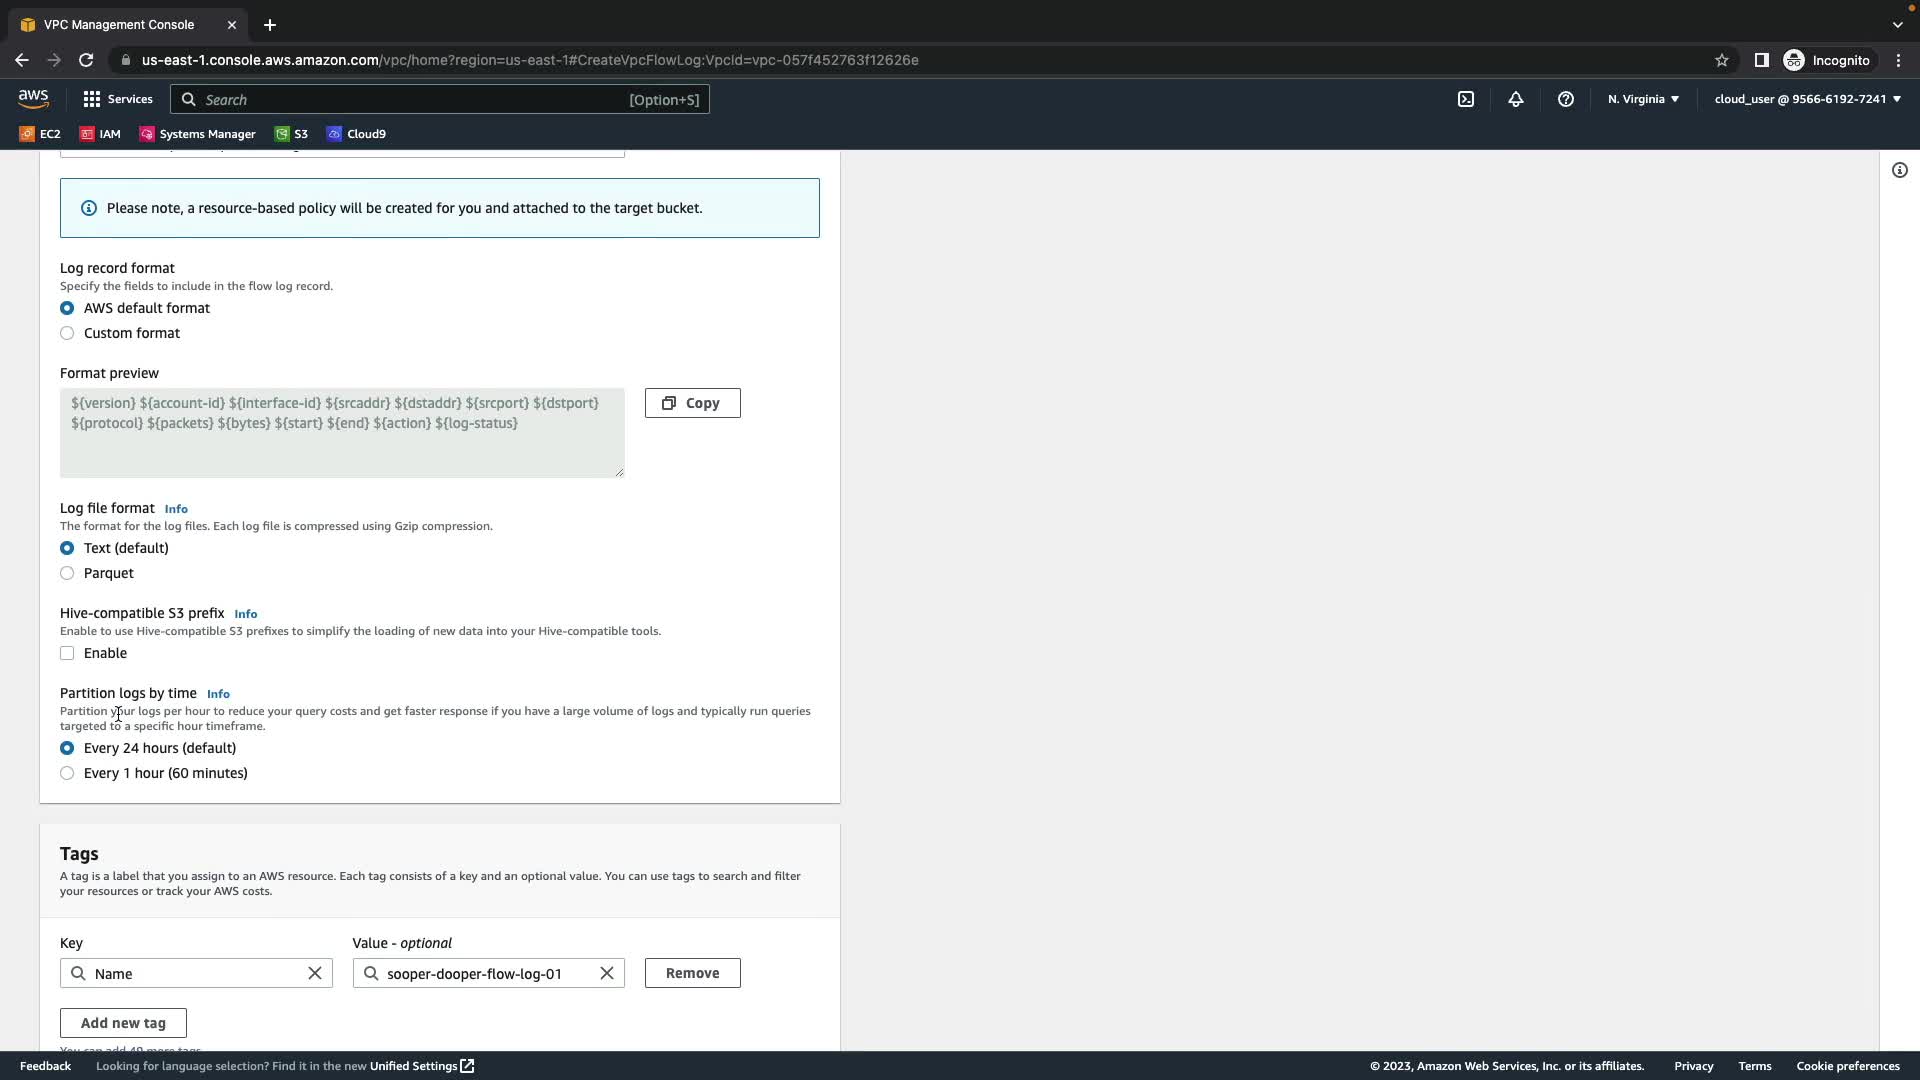 VPC Management Console
us-east-1.console.aws.amazon.com/vpc/home?region=us-east-1#CreateVpcFlowLog:VpcId=vpc-057f452763f12626e
Incognito
aws
Services
Search
[Option+S]
N. Virginia
cloud_user @ 9566-6192-7241
EC2
IAM
Systems Manager
S3
Cloud9
Please note, a resource-based policy will be created for you and attached to the target bucket.
Log record format
Specify the fields to include in the flow log record.
AWS default format
Custom format
Format preview
${version} ${account-id} ${interface-id} ${srcaddr} ${dstaddr} ${srcport} ${dstport}
${protocol} ${packets} ${bytes} ${start} ${end} ${action} ${log-status}
Copy
Log file format Info
The format for the log files. Each log file is compressed using Gzip compression.
Text (default)
Parquet
Hive-compatible S3 prefix Info
Enable to use Hive-compatible S3 prefixes to simplify the loading of new data into your Hive-compatible tools.
Enable
Partition logs by time Info
Partition your logs per hour to reduce your query costs and get faster response if you have a large volume of logs and typically run queries
targeted to a specific hour timeframe.
Every 24 hours (default)
Every 1 hour (60 minutes)
Tags
A tag is a label that you assign to an AWS resource. Each tag consists of a key and an optional value. You can use tags to search and filter
your resources or track your AWS costs.
Key
Value - optional
Name
sooper-dooper-flow-log-01
Remove
Add new tag
You can add 49 more tags
Feedback
Looking for language selection? Find it in the new Unified Settings
© 2023, Amazon Web Services, Inc. or its affiliates.
Privacy
Terms
Cookie preferences